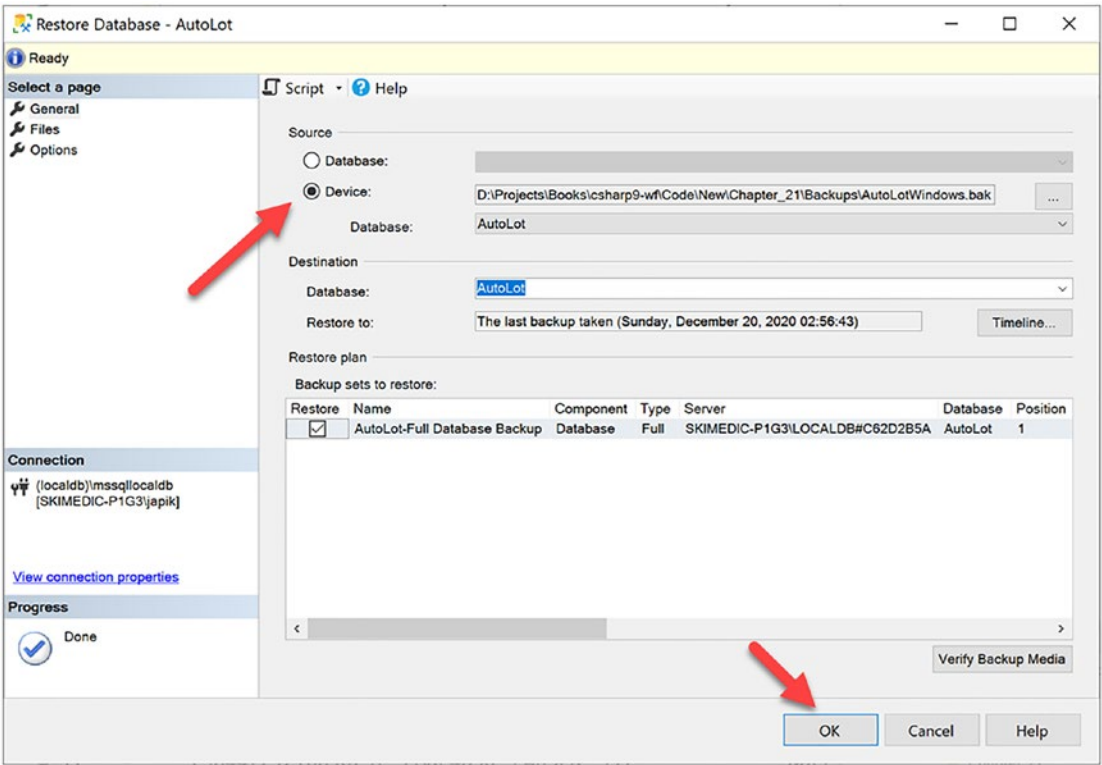 Restore Database - AutoLot
Ready
Select a page
General
Files
Options
Script Help
Source
Database:
Device: D:\Projects\Books\csharp9-wf\Code\New\Chapter_21\Backups\AutoLotWindows.bak ...
Database: AutoLot
Destination
Database: AutoLot
Restore to: The last backup taken (Sunday, December 20, 2020 02:56:43) Timeline...
Restore plan
Backup sets to restore:
Restore Name Component Type Server Database Position
AutoLot-Full Database Backup Database Full SKIMEDIC-P1G3\LOCALDB#C62D2B5A AutoLot 1
Connection
(localdb)\mssqllocaldb
[SKIMEDIC-P1G3\japik]
View connection properties
Progress
Done
Verify Backup Media
OK Cancel Help